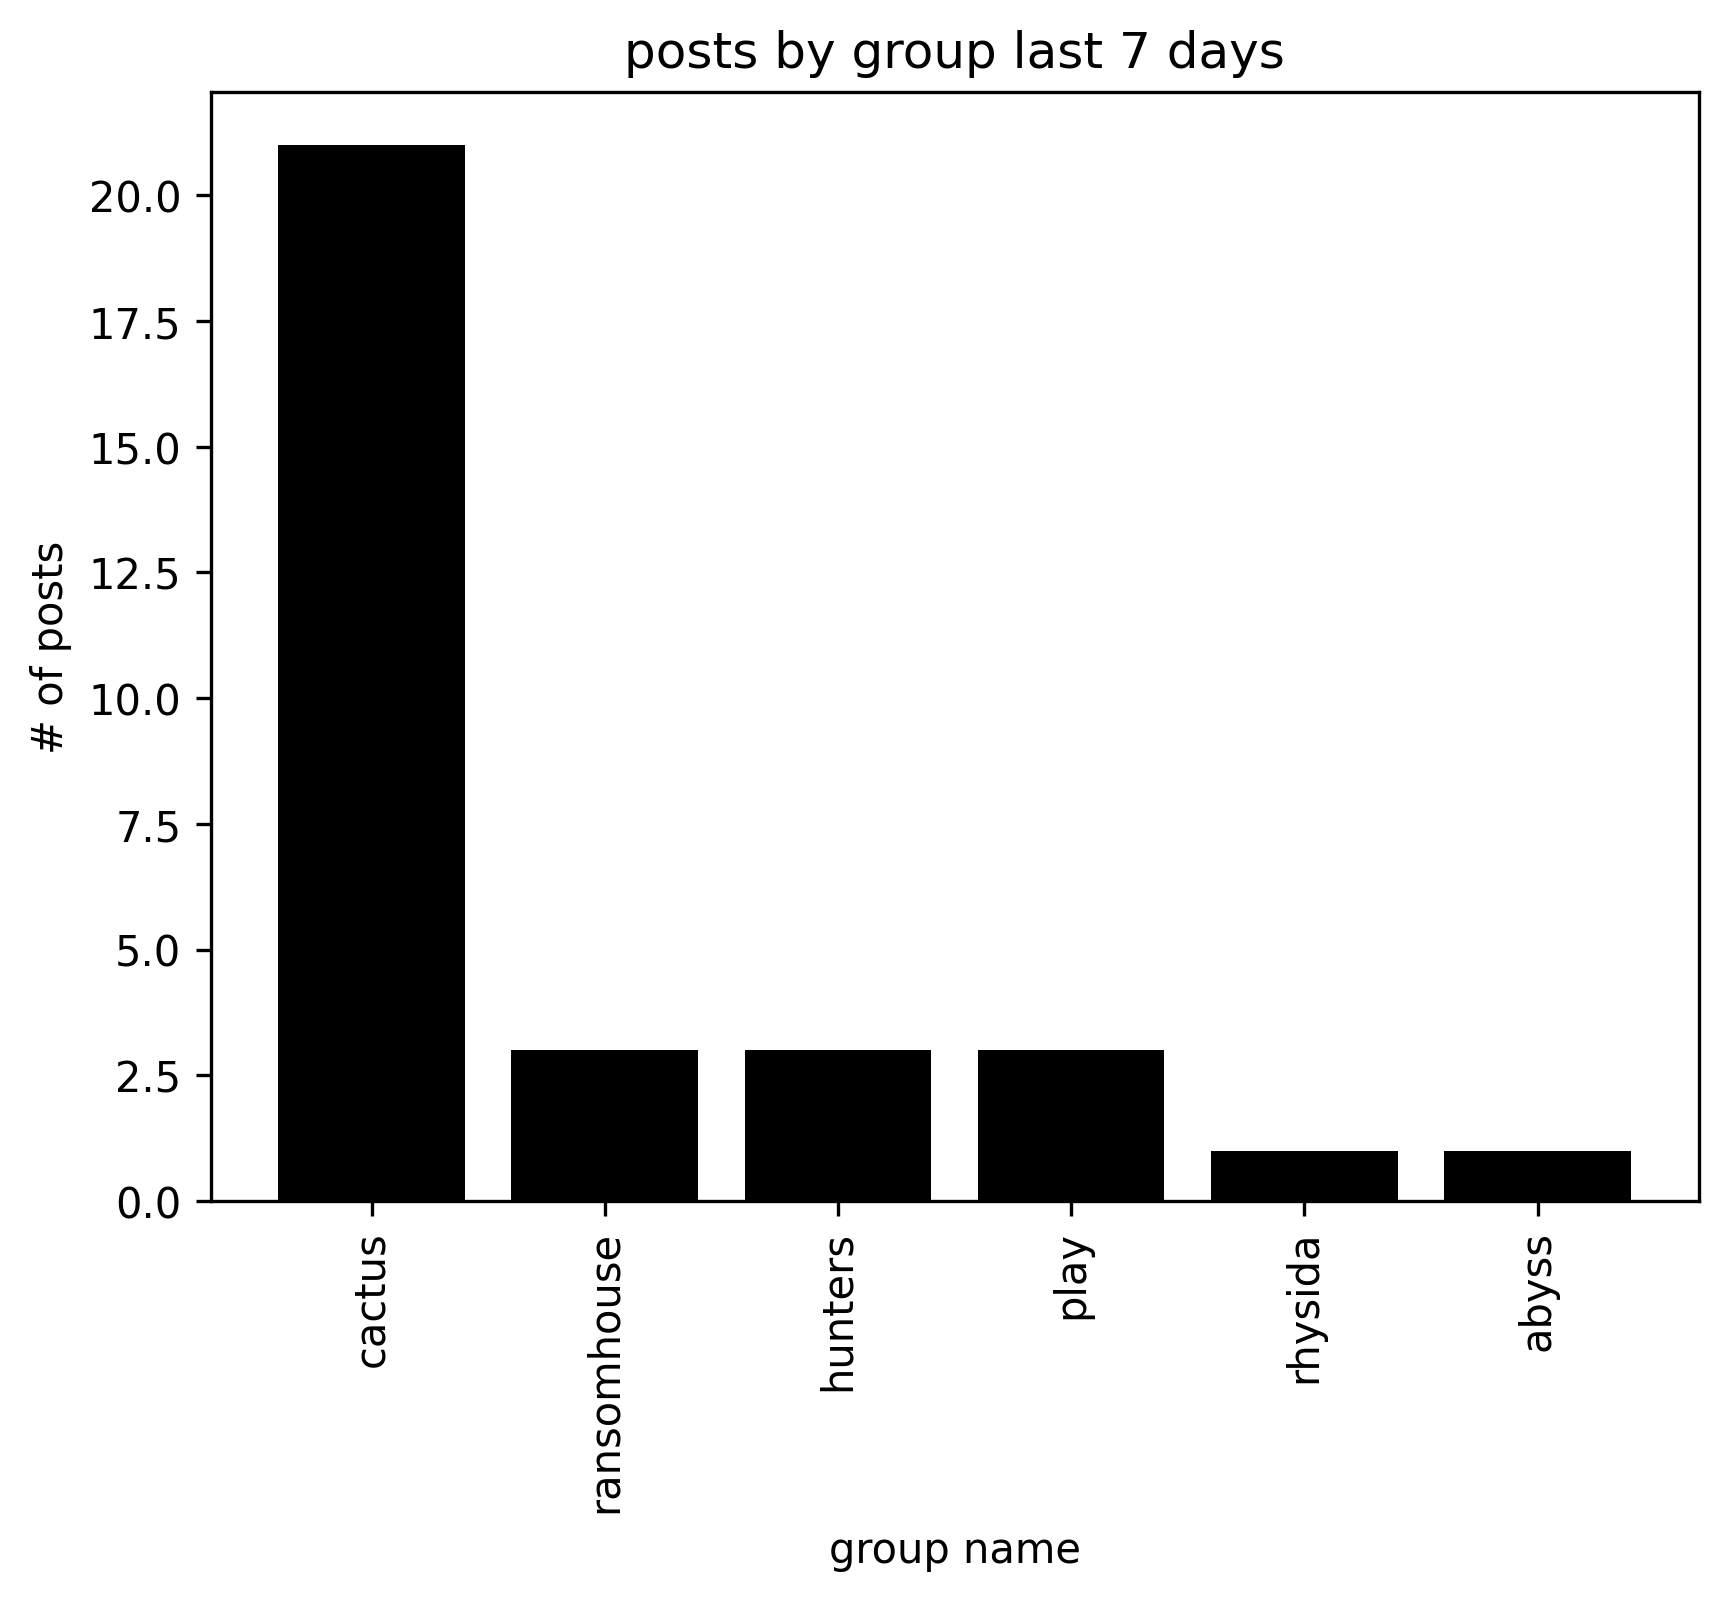 posts by group last 7 days
20.0
17.5
15.0
12.5
10.0
7.5
5.0
2.5
0.0
# of posts
cactus
ransomhouse
hunters
play
rhysida
abyss
group name